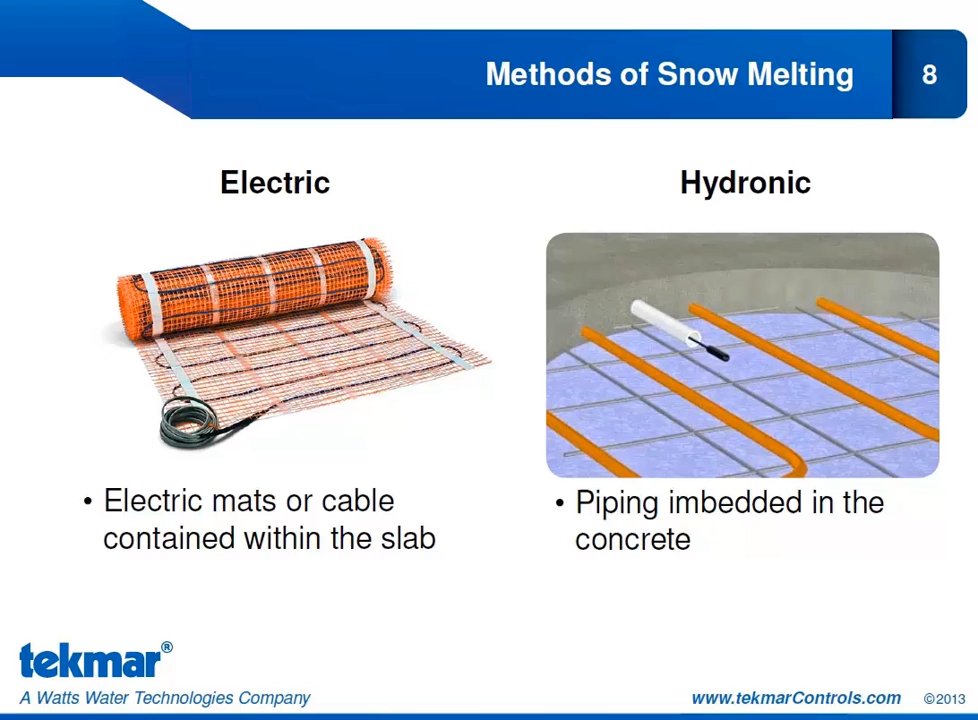 Methods of Snow Melting
8
Electric
Hydronic
• Electric mats or cable
contained within the slab
• Piping imbedded in the
concrete
tekmar®
A Watts Water Technologies Company
www.tekmarControls.com
©2013